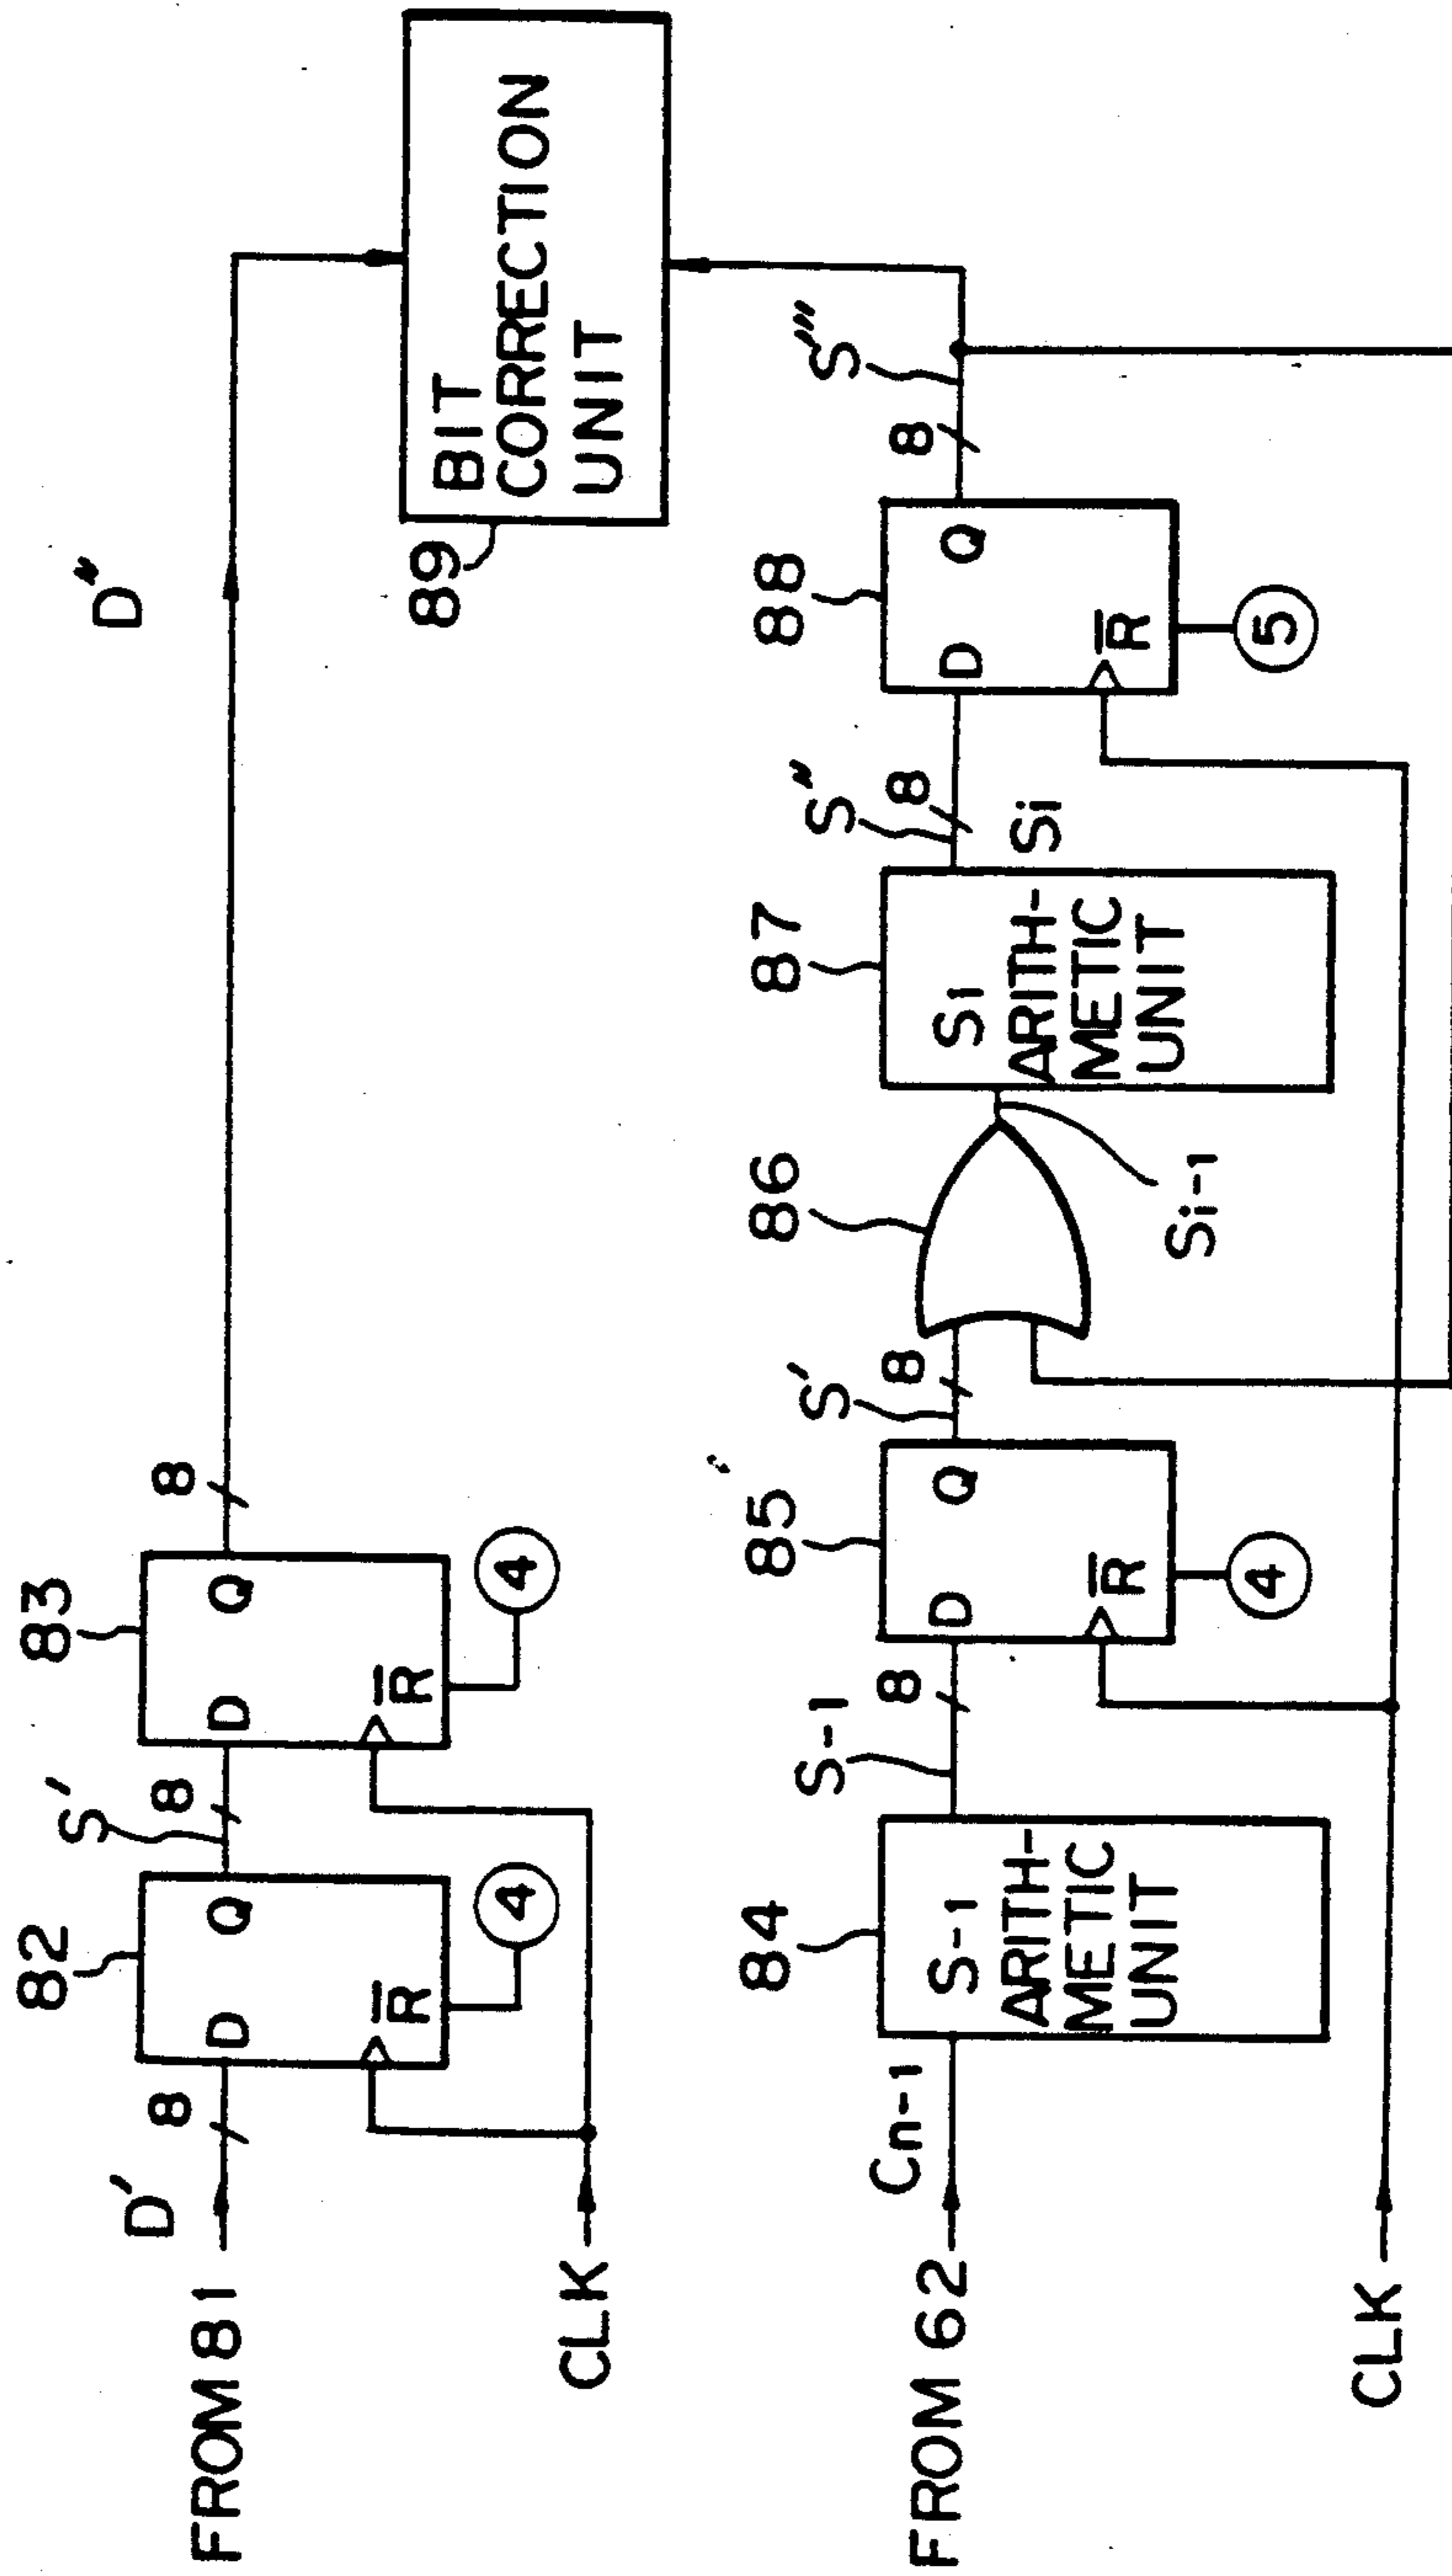 FROM 81
D'
8
82
D
Q
R̅
④
S'
8
83
D
Q
R̅
④
8
D"
CLK
89
BIT
CORRECTION
UNIT
FROM 62
Cn-1
84
S-1
ARITH-
METIC
UNIT
S-1
8
85
D
Q
R̅
④
S'
8
86
Si-1
87
S1
ARITH-
METIC
UNIT
S"
8
Si
88
D
Q
R̅
⑤
8
S'''
CLK